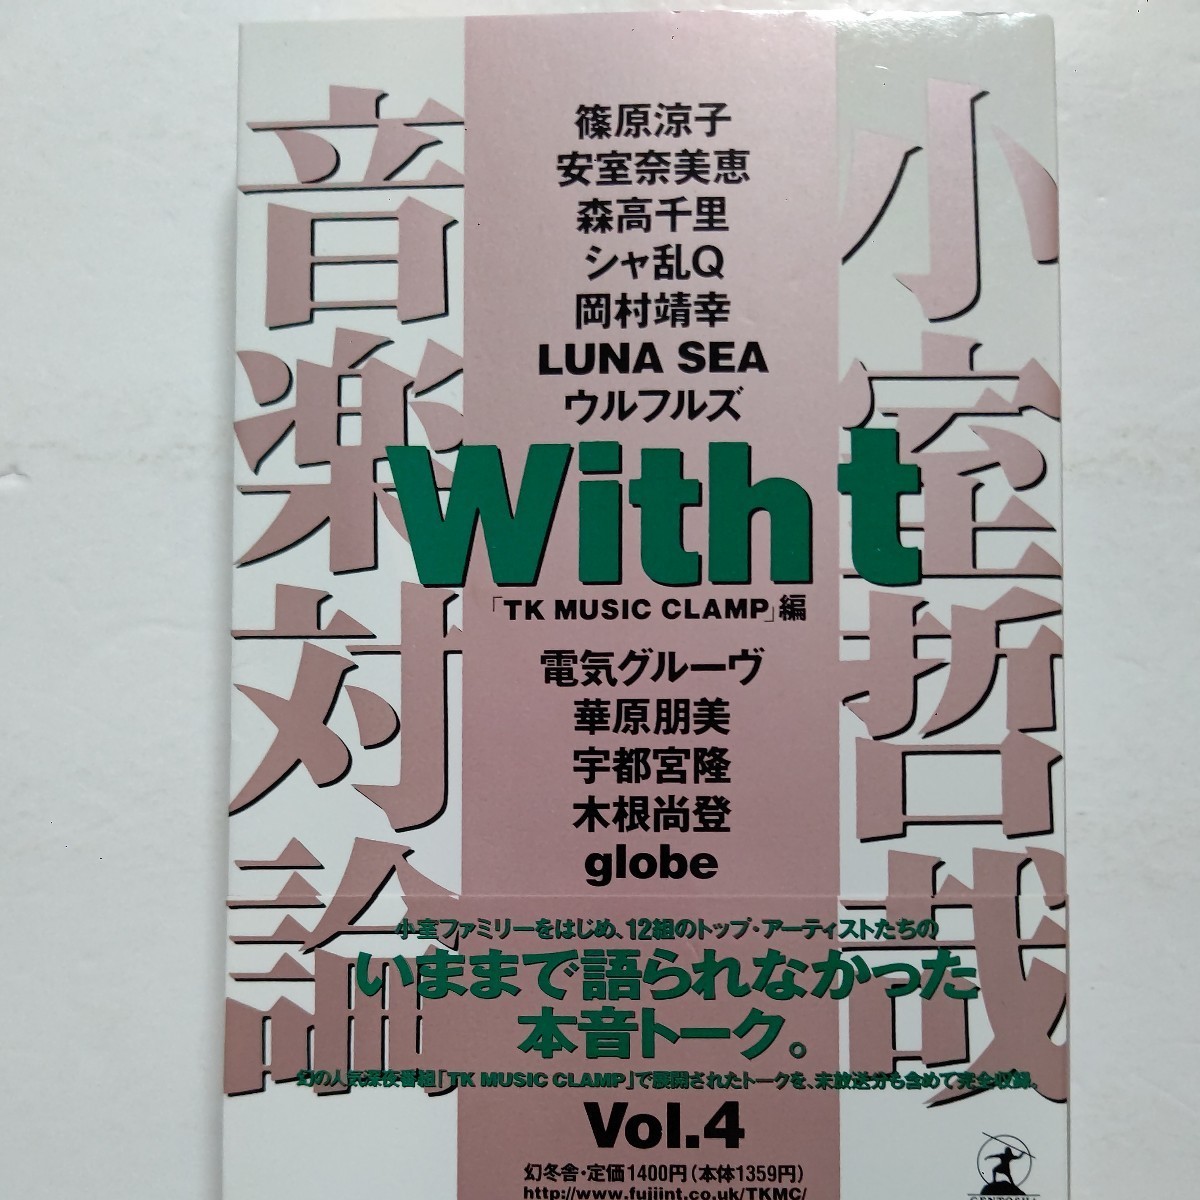 小室哲哉
音楽対論
篠原涼子
安室奈美恵
森高千里
シャ乱Q
岡村靖幸
LUNA SEA
ウルフルズ
With t
「TK MUSIC CLAMP」編
電気グルーヴ
華原朋美
宇都宮隆
木根尚登
globe
小室ファミリーをはじめ、12組のトップ・アーティストたちの
いままで語られなかった
本音トーク。
幻の人気深夜番組「TK MUSIC CLAMP」で展開されたトークを、未放送分も含めて完全収録。
Vol.4
幻冬舎・定価1400円(本体1359円)
http://www.fujiint.co.uk/TKMC/
GENTOSHA